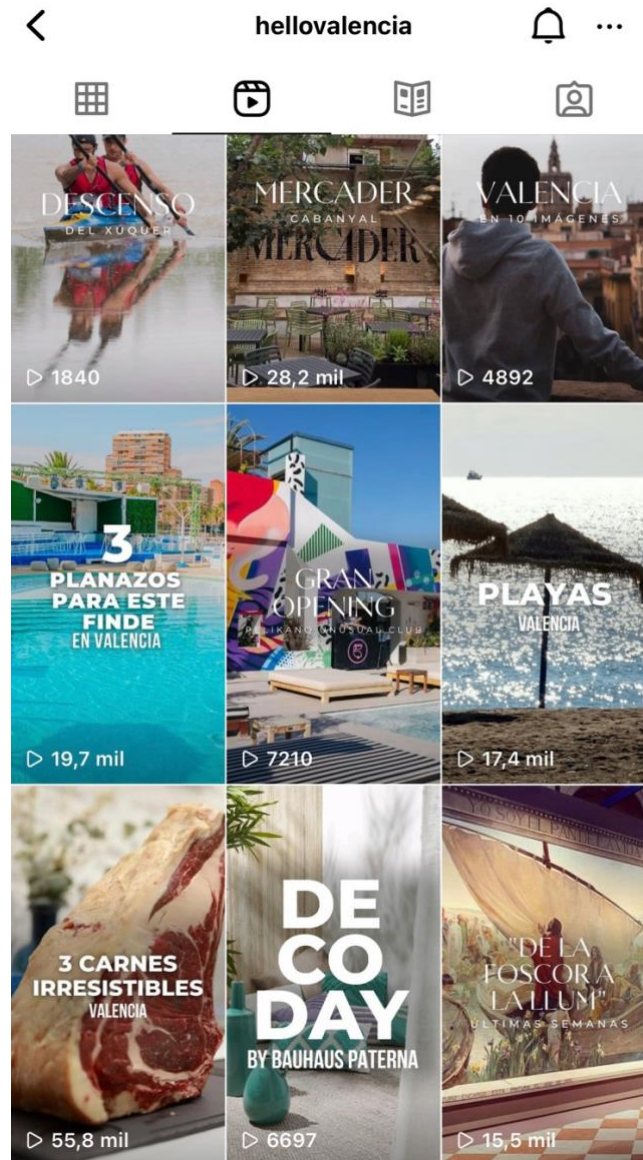 hellovalencia
DESCENSO
DEL XÚQUER
1840
MERCADER
CABANYAL
MERCADER
28,2 mil
VALENCIA
EN 10 IMÁGENES
4892
3
PLANAZOS
PARA ESTE
FINDE
EN VALENCIA
19,7 mil
GRAN
OPENING
PELIKANO UNUSUAL CLUB
7210
PLAYAS
VALENCIA
17,4 mil
3 CARNES
IRRESISTIBLES
VALENCIA
55,8 mil
DE
CO
DAY
BY BAUHAUS PATERNA
6697
"DE LA
FOSCOR A
LA LLUM"
ÚLTIMAS SEMANAS
15,5 mil